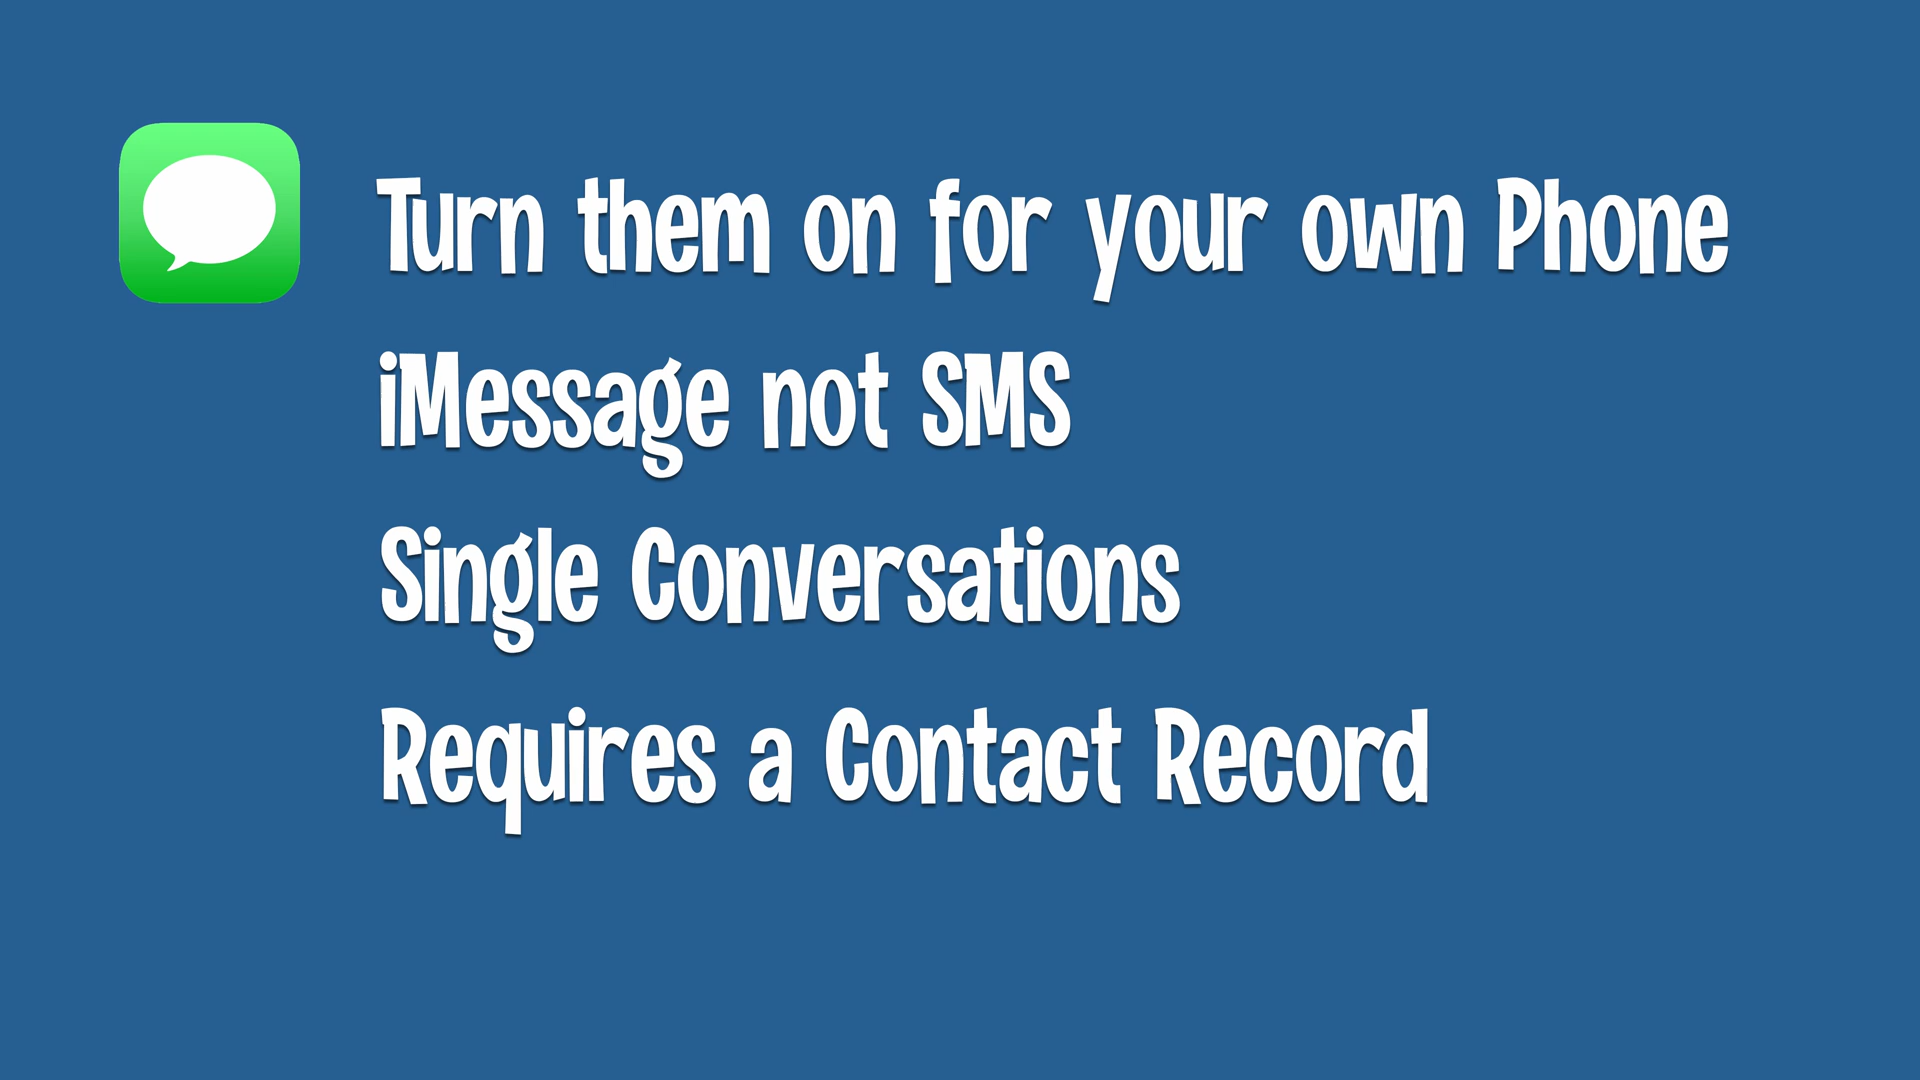 Turn them on for your own Phone
iMessage not SMS
Single Conversations
Requires a Contact Record